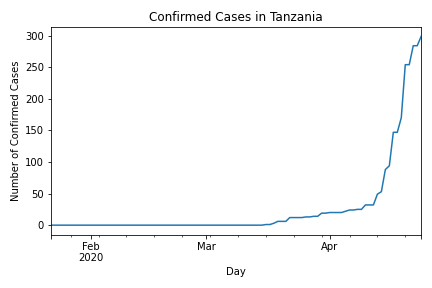 Confirmed Cases in Tanzania
Number of Confirmed Cases
300
250
200
150
100
50
0
Feb
2020
Mar
Apr
Day